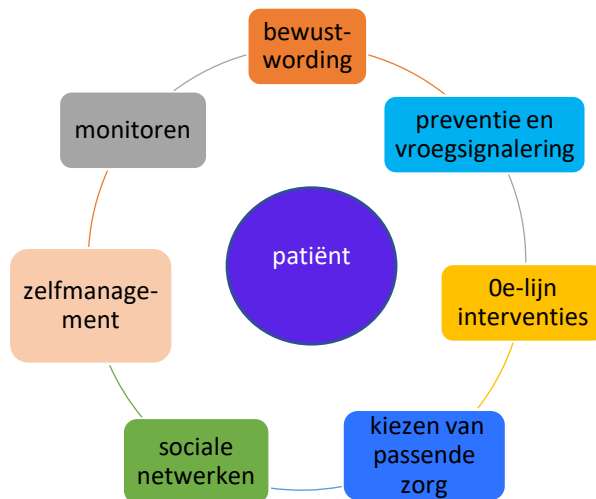 bewust-
wording
preventie en
vroegsignalering
0e-lijn
interventies
kiezen van
passende
zorg
sociale
netwerken
zelfmanage-
ment
monitoren
patiënt